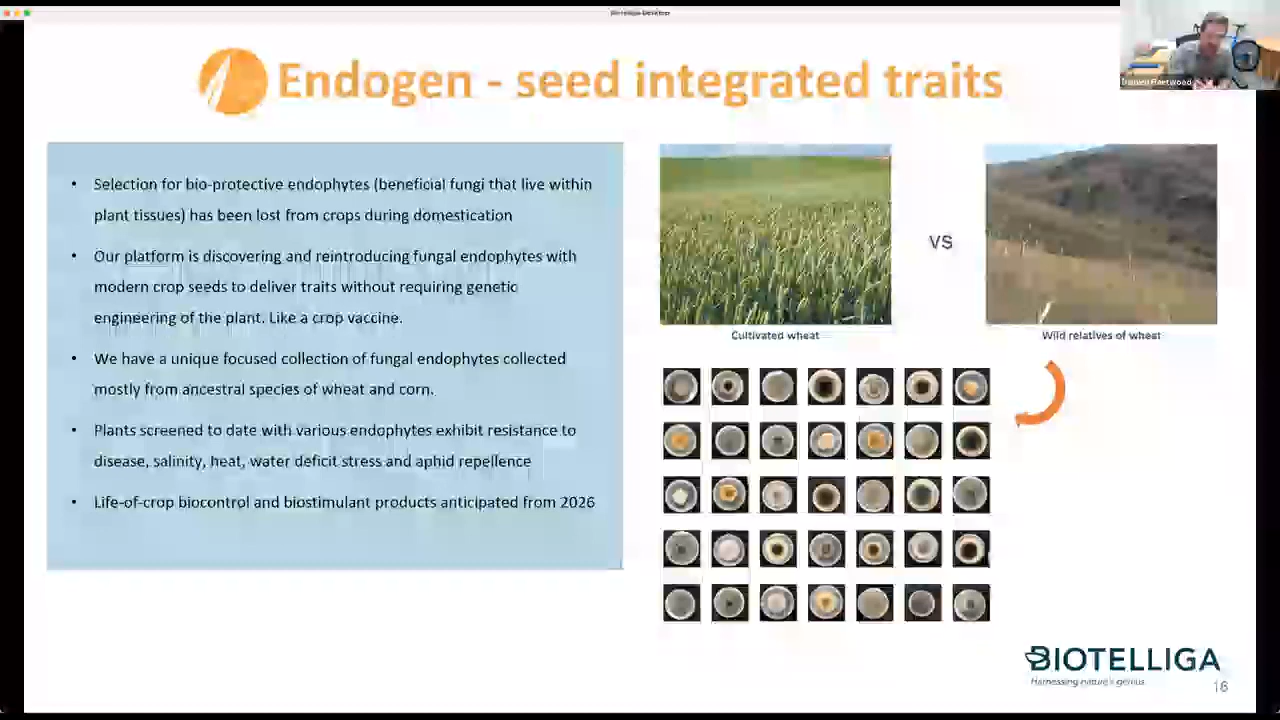 Endogen - seed integrated traits
• Selection for bio-protective endophytes (beneficial fungi that live within
plant tissues) has been lost from crops during domestication
• Our platform is discovering and reintroducing fungal endophytes with
modern crop seeds to deliver traits without requiring genetic
engineering of the plant. Like a crop vaccine.
• We have a unique focused collection of fungal endophytes collected
mostly from ancestral species of wheat and corn.
• Plants screened to date with various endophytes exhibit resistance to
disease, salinity, heat, water deficit stress and aphid repellence
• Life-of-crop biocontrol and biostimulant products anticipated from 2026
vs
Cultivated wheat
Wild relatives of wheat
BIOTELLIGA
Harnessing nature's genius
16